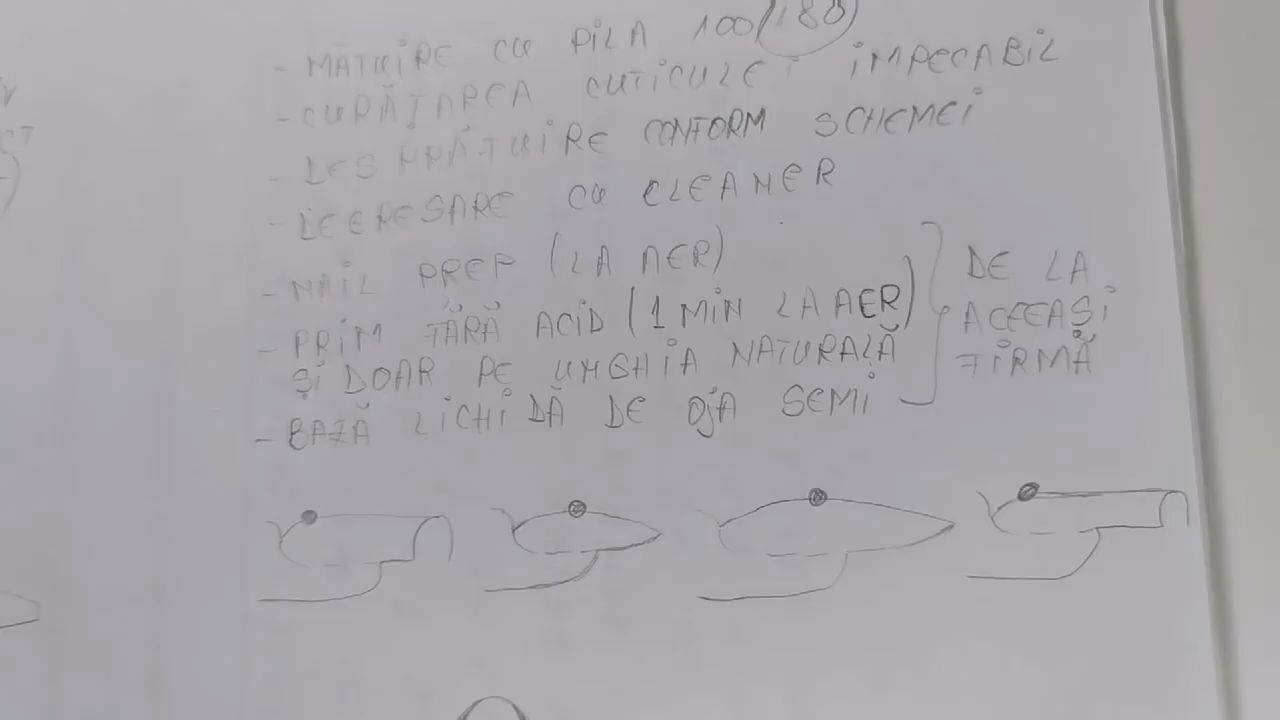 - MĂTUIRE CU PILA 100/180
- CURĂȚAREA CUTICULEI IMPECABIL
- DESPRĂFUIRE CONFORM SCHEMEI
- DEGRESARE CU CLEANER
- NAIL PREP (LA AER)
- PRIM FĂRĂ ACID (1 MIN LA AER)
ȘI DOAR PE UNGHIA NATURALĂ
- BAZĂ LICHIDĂ DE OJA SEMI
DE LA
ACEEAȘI
FIRMĂ